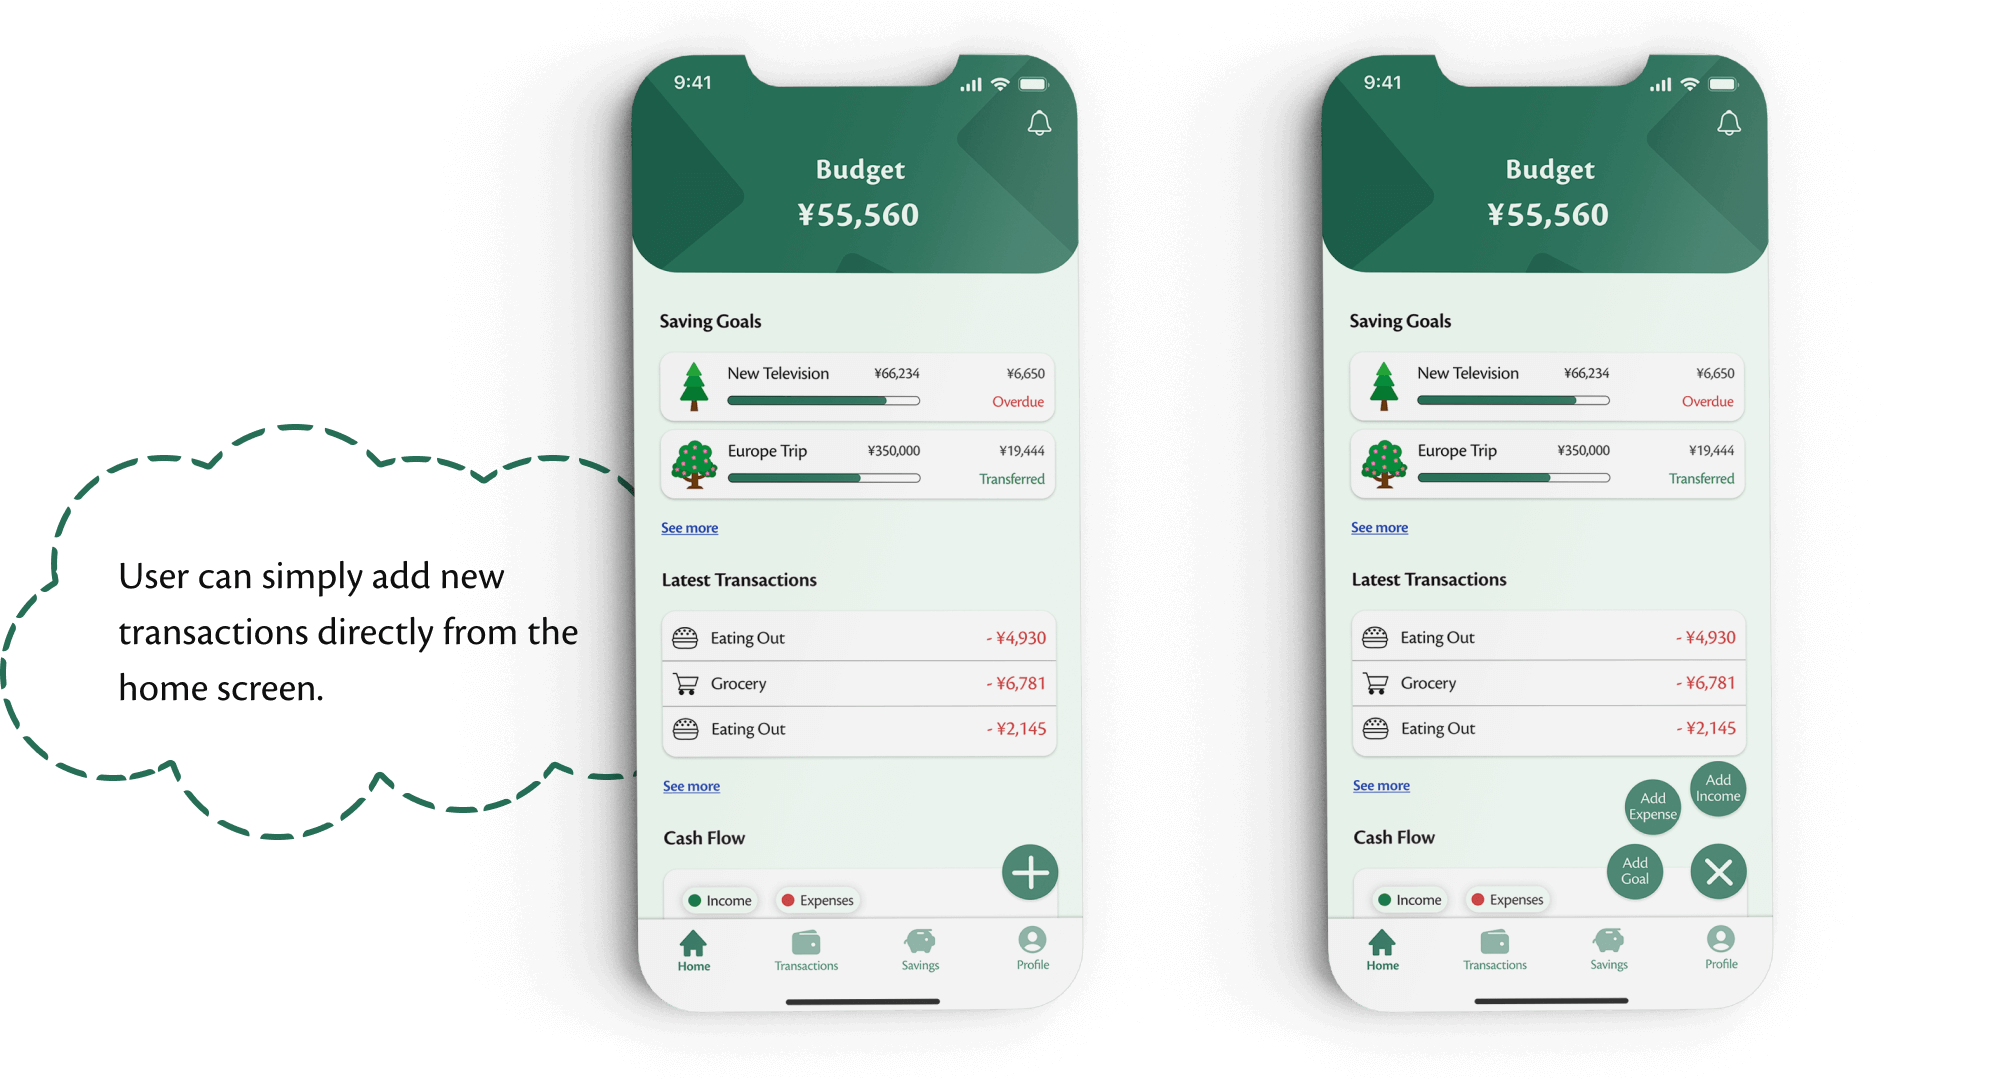 User can simply add new
transactions directly from the
home screen.
9:41
Budget
¥55,560
Saving Goals
New Television ¥66,234 ¥6,650
Overdue
Europe Trip ¥350,000 ¥19,444
Transferred
See more
Latest Transactions
Eating Out - ¥4,930
Grocery - ¥6,781
Eating Out - ¥2,145
See more
Cash Flow
Income Expenses
Home Transactions Savings Profile
9:41
Budget
¥55,560
Saving Goals
New Television ¥66,234 ¥6,650
Overdue
Europe Trip ¥350,000 ¥19,444
Transferred
See more
Latest Transactions
Eating Out - ¥4,930
Grocery - ¥6,781
Eating Out - ¥2,145
See more
Add
Income
Add
Expense
Cash Flow
Add
Goal
Income Expenses
Home Transactions Savings Profile